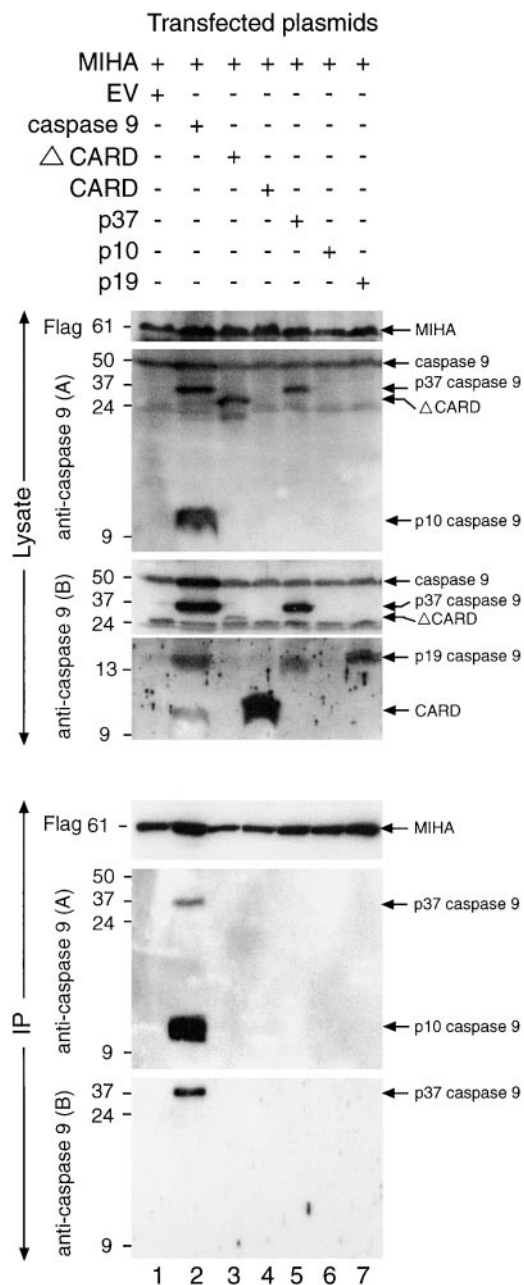 Transfected plasmids
MIHA + + + + + + +
EV + - - - - - -
caspase 9 - + - - - - -
△ CARD - - + - - - -
CARD - - - + - - -
p37 - - - - + - -
p10 - - - - - + -
p19 - - - - - - +
Lysate
Flag 61 - MIHA
anti-caspase 9 (A)
50 - caspase 9
37 - p37 caspase 9
24 - △CARD
p10 caspase 9
9 -
anti-caspase 9 (B)
50 - caspase 9
37 - p37 caspase 9
24 - △CARD
13 - p19 caspase 9
CARD
9 -
IP
Flag 61 - MIHA
anti-caspase 9 (A)
50 -
37 - p37 caspase 9
24 -
p10 caspase 9
9 -
anti-caspase 9 (B)
37 - p37 caspase 9
24 -
9 -
1 2 3 4 5 6 7